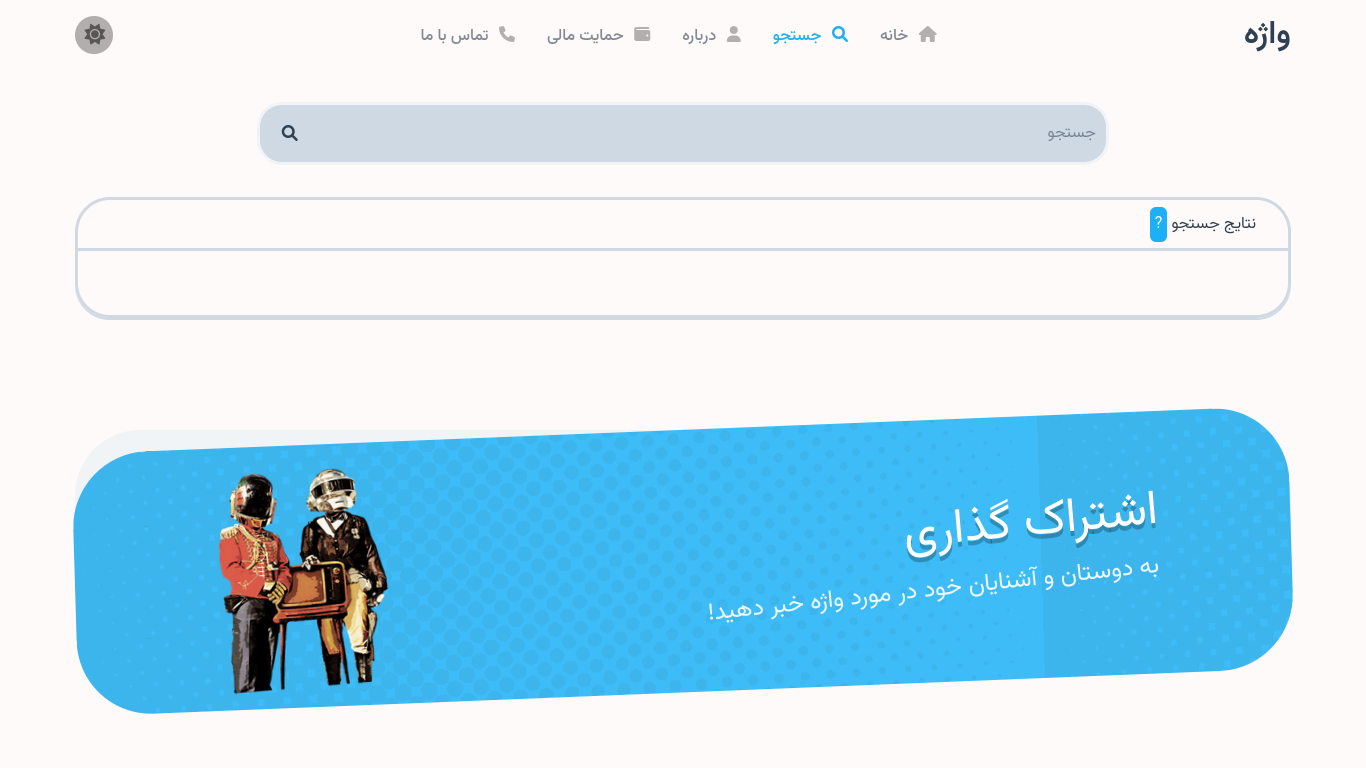 واژه
خانه
جستجو
درباره
حمایت مالی
تماس با ما
جستجو
نتایج جستجو ?
اشتراک گذاری
به دوستان و آشنایان خود در مورد واژه خبر دهید!